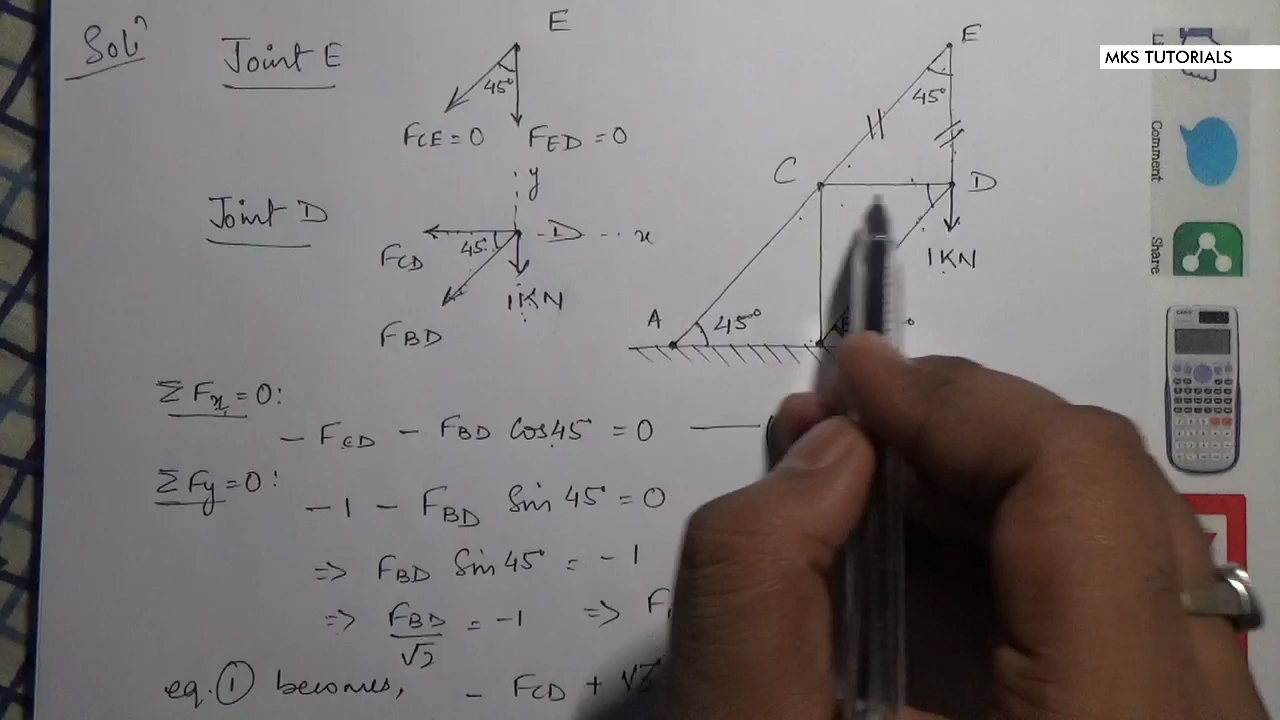 Solⁿ
Joint E
E
45°
FCE = 0 FED = 0
y
Joint D
D x
45°
FCD
1KN
FBD
E
45°
C
D
1KN
A
45°
ΣFx = 0:
- FCD - FBD Cos45° = 0
ΣFy = 0:
- 1 - FBD Sin 45° = 0
=> FBD Sin 45° = - 1
=> FBD/√2 = -1 =>
eq. ① becomes, - FCD + √2
MKS TUTORIALS
Comment
Share
CASIO